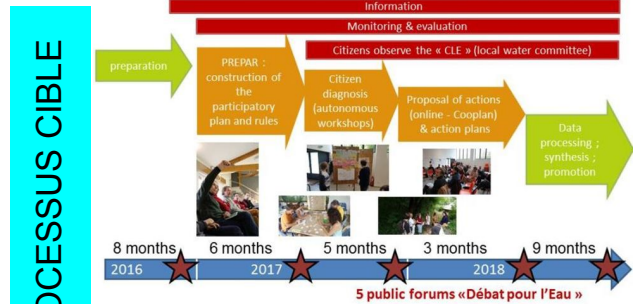 OCESSUS CIBLE
Information
Monitoring & evaluation
Citizens observe the « CLE » (local water committee)
preparation
PREPAR :
construction of
the
participatory
plan and rules
Citizen
diagnosis
(autonomous
workshops)
Proposal of actions
(online - Cooplan)
& action plans
Data
processing ;
synthesis ;
promotion
8 months
6 months
5 months
3 months
9 months
2016
2017
2018
5 public forums «Débat pour l'Eau »